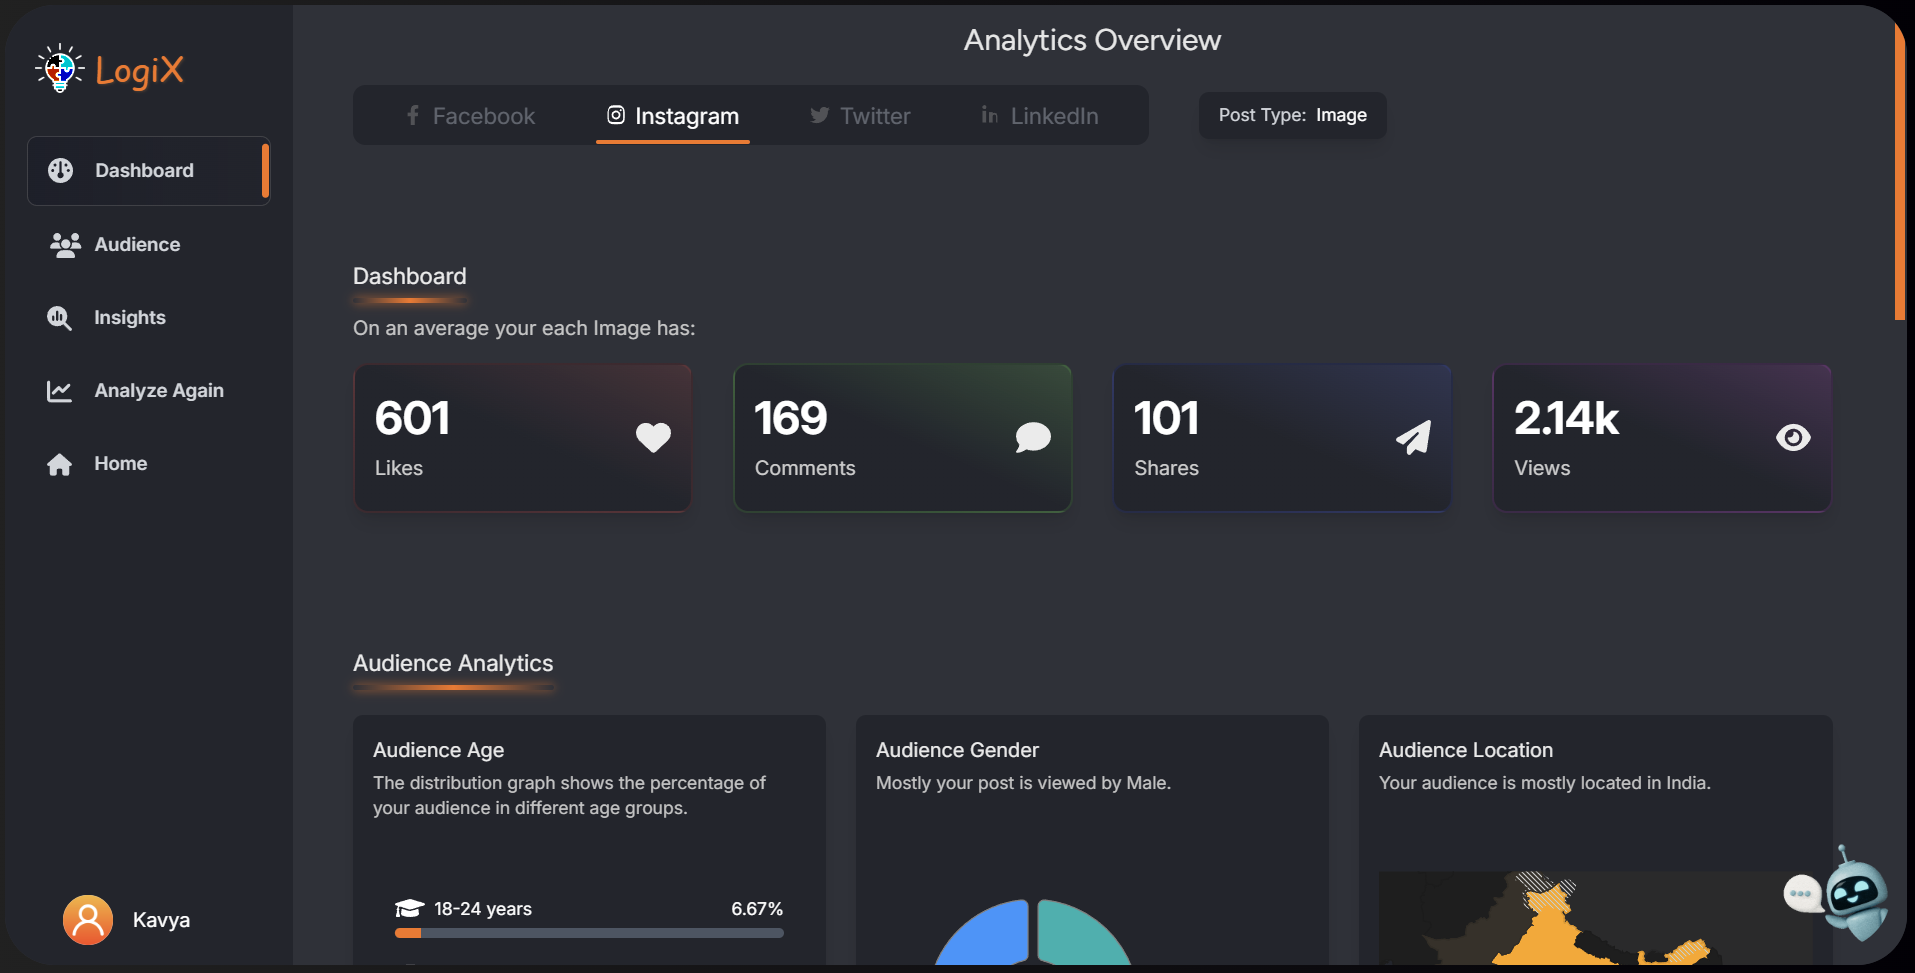 LogiX
Dashboard
Audience
Insights
Analyze Again
Home
Kavya
Analytics Overview
Facebook
Instagram
Twitter
LinkedIn
Post Type: Image
Dashboard
On an average your each Image has:
601
Likes
169
Comments
101
Shares
2.14k
Views
Audience Analytics
Audience Age
The distribution graph shows the percentage of
your audience in different age groups.
18-24 years 6.67%
Audience Gender
Mostly your post is viewed by Male.
Audience Location
Your audience is mostly located in India.